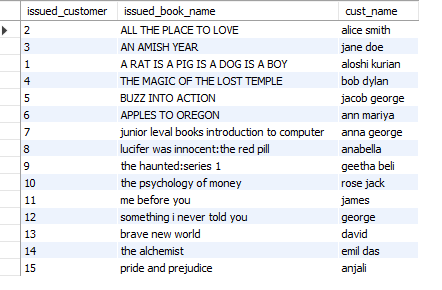 issued_customer issued_book_name cust_name
2 ALL THE PLACE TO LOVE alice smith
3 AN AMISH YEAR jane doe
1 A RAT IS A PIG IS A DOG IS A BOY aloshi kurian
4 THE MAGIC OF THE LOST TEMPLE bob dylan
5 BUZZ INTO ACTION jacob george
6 APPLES TO OREGON ann mariya
7 junior leval books introduction to computer anna george
8 lucifer was innocent:the red pill anabella
9 the haunted:series 1 geetha beli
10 the psychology of money rose jack
11 me before you james
12 something i never told you george
13 brave new world david
14 the alchemist emil das
15 pride and prejudice anjali